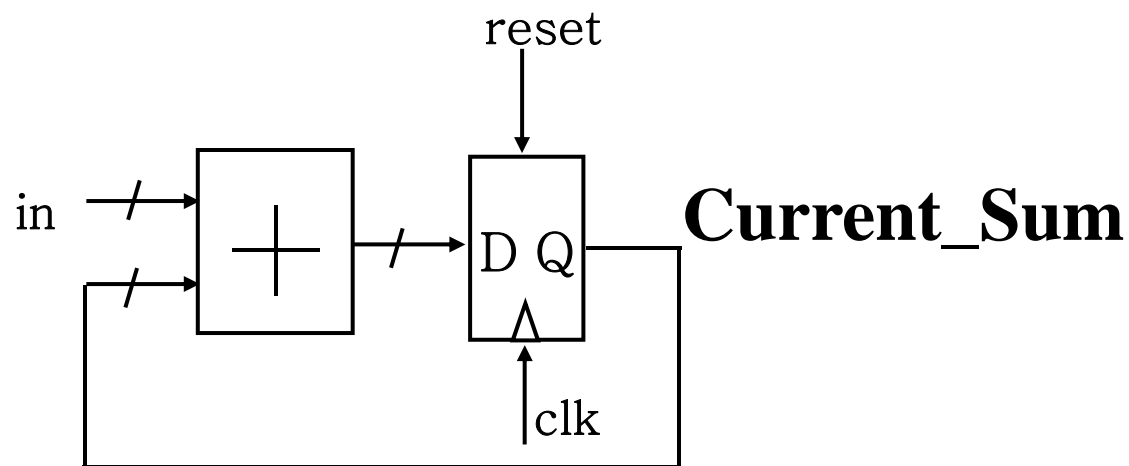 reset
in
+
D Q
Current_Sum
clk